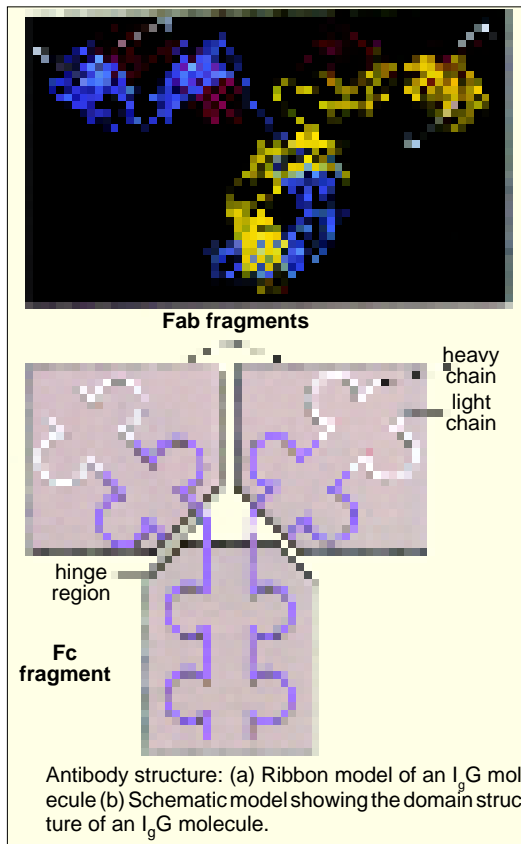 Fab fragments
heavy
chain
light
chain
hinge
region
Fc
fragment
Antibody structure: (a) Ribbon model of an IgG mol-
ecule (b) Schematic model showing the domain struc-
ture of an IgG molecule.